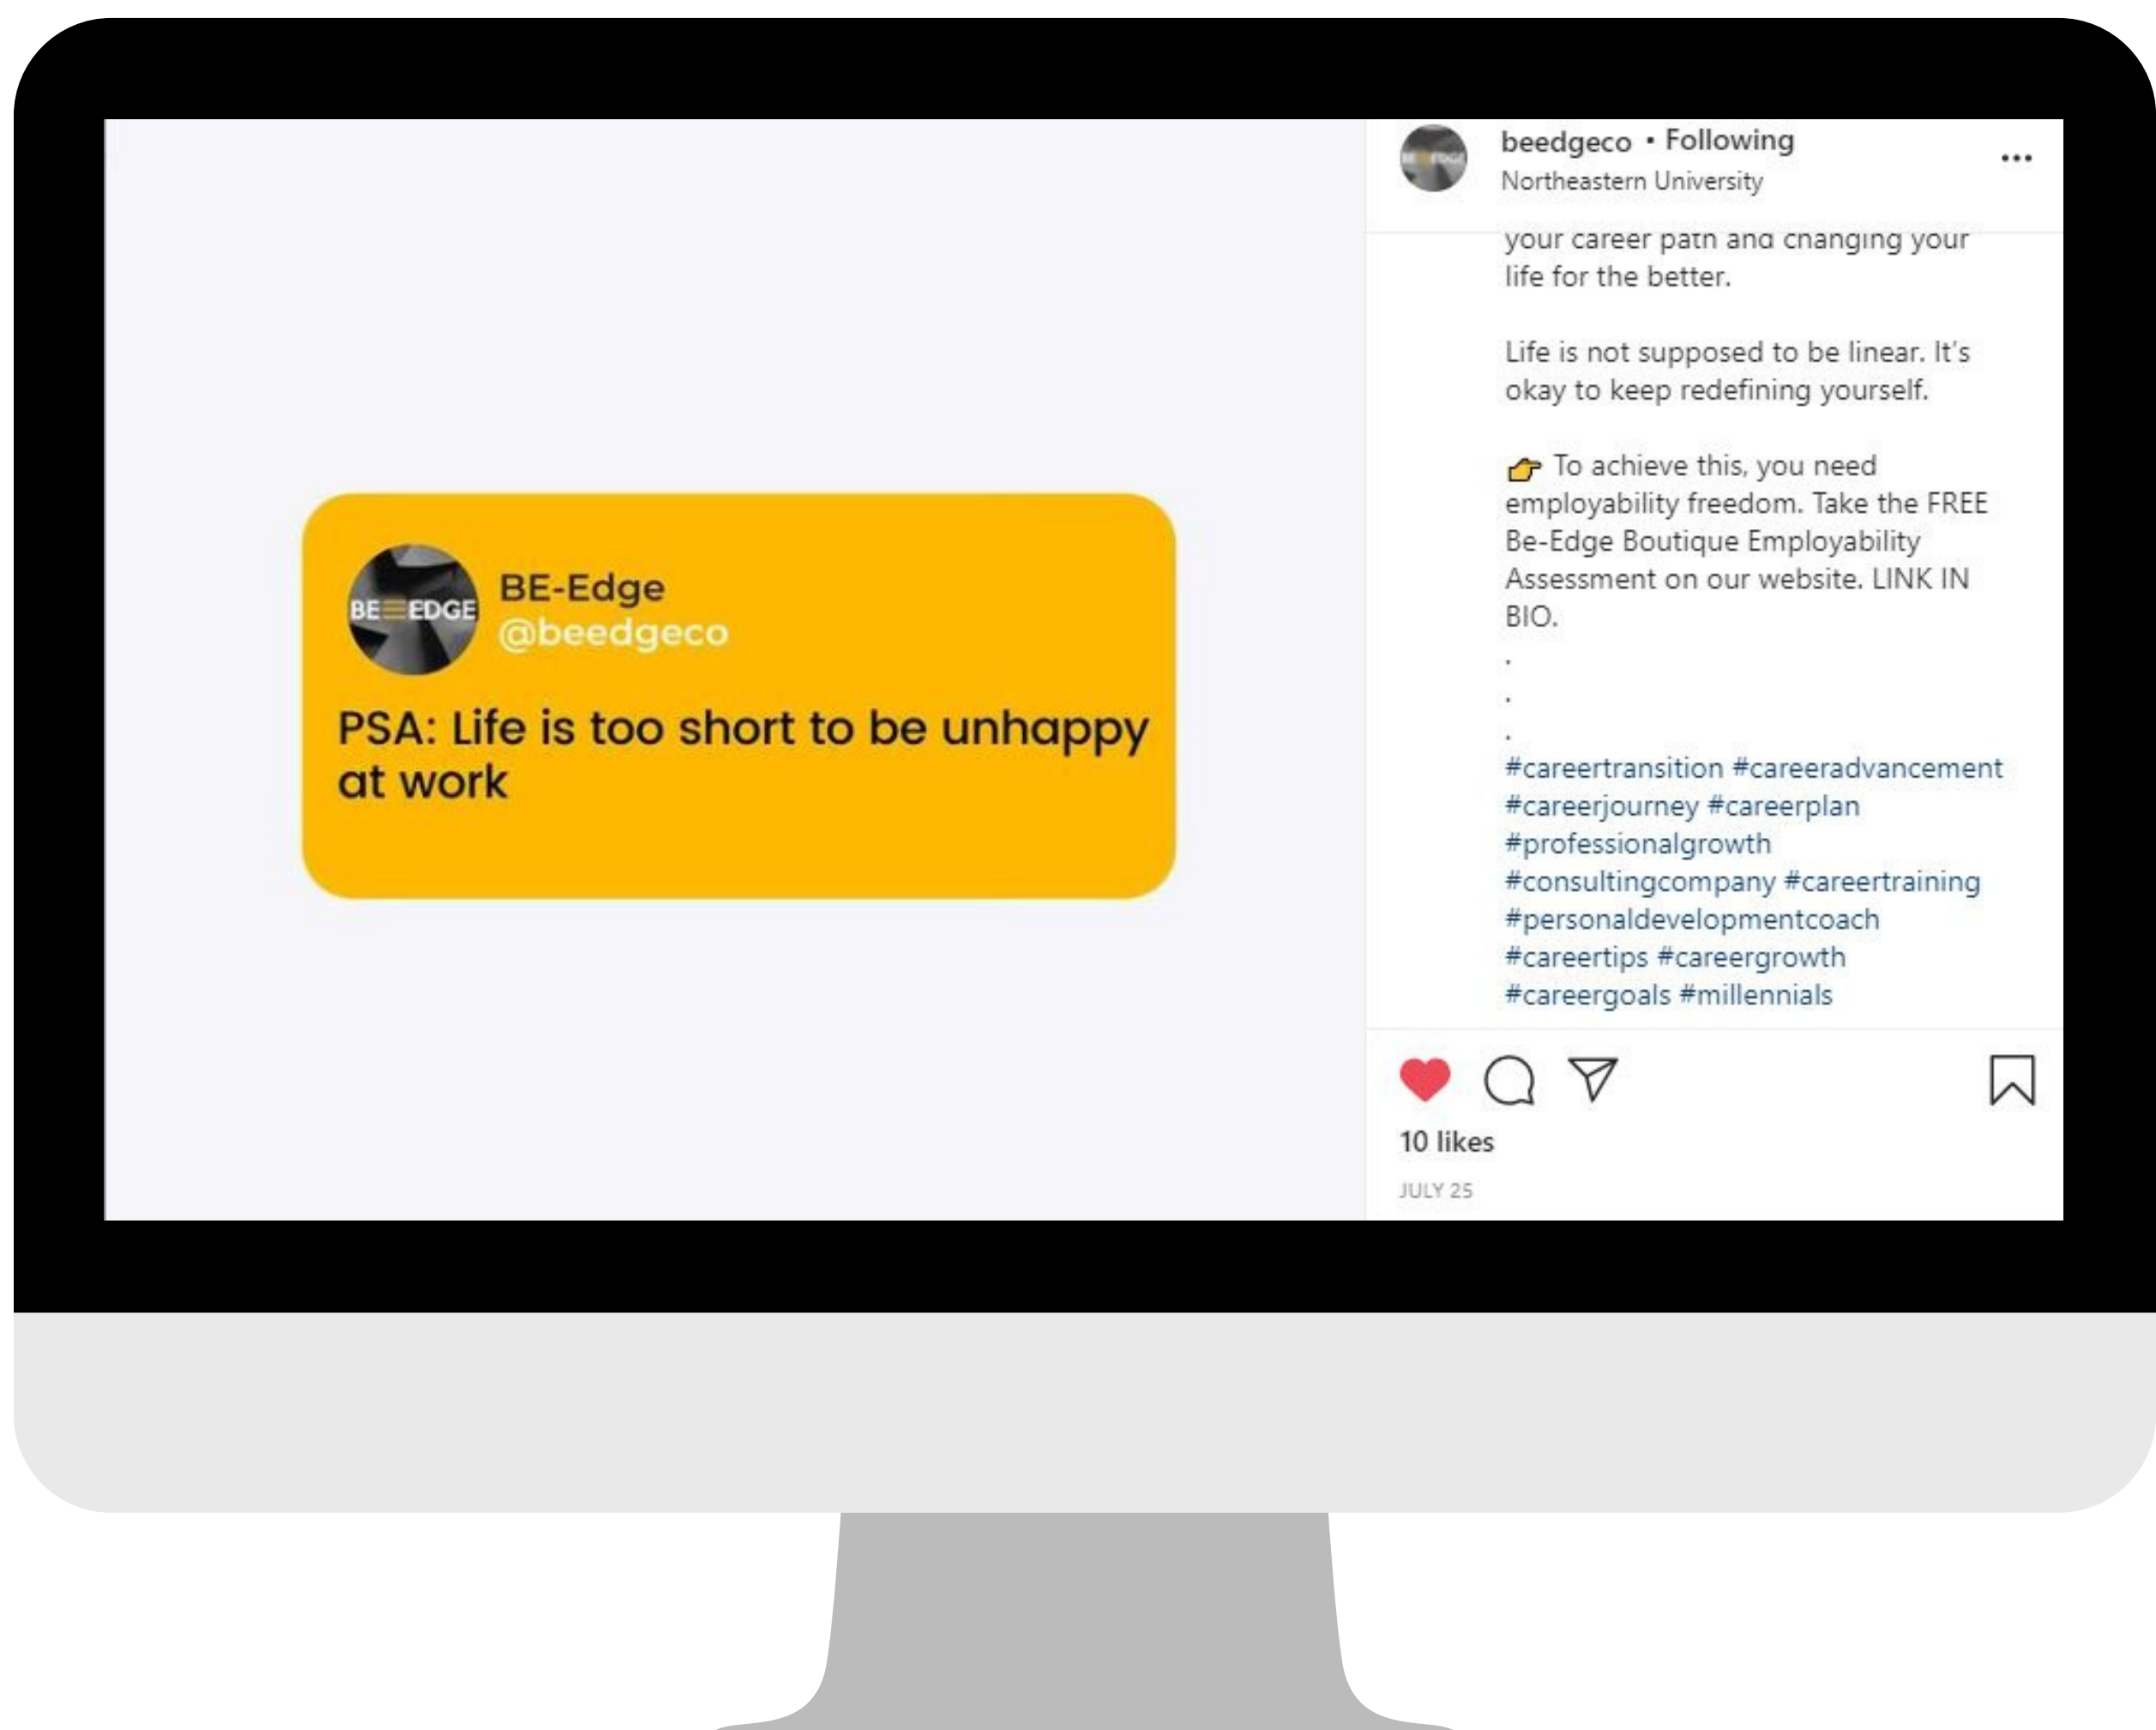 BE EDGE
BE-Edge
@beedgeco
PSA: Life is too short to be unhappy
at work
BE EDGE
beedgeco • Following
Northeastern University
your career path and changing your
life for the better.
Life is not supposed to be linear. It's
okay to keep redefining yourself.
👉 To achieve this, you need
employability freedom. Take the FREE
Be-Edge Boutique Employability
Assessment on our website. LINK IN
BIO.
.
.
.
#careertransition #careeradvancement
#careerjourney #careerplan
#professionalgrowth
#consultingcompany #careertraining
#personaldevelopmentcoach
#careertips #careergrowth
#careergoals #millennials
10 likes
JULY 25